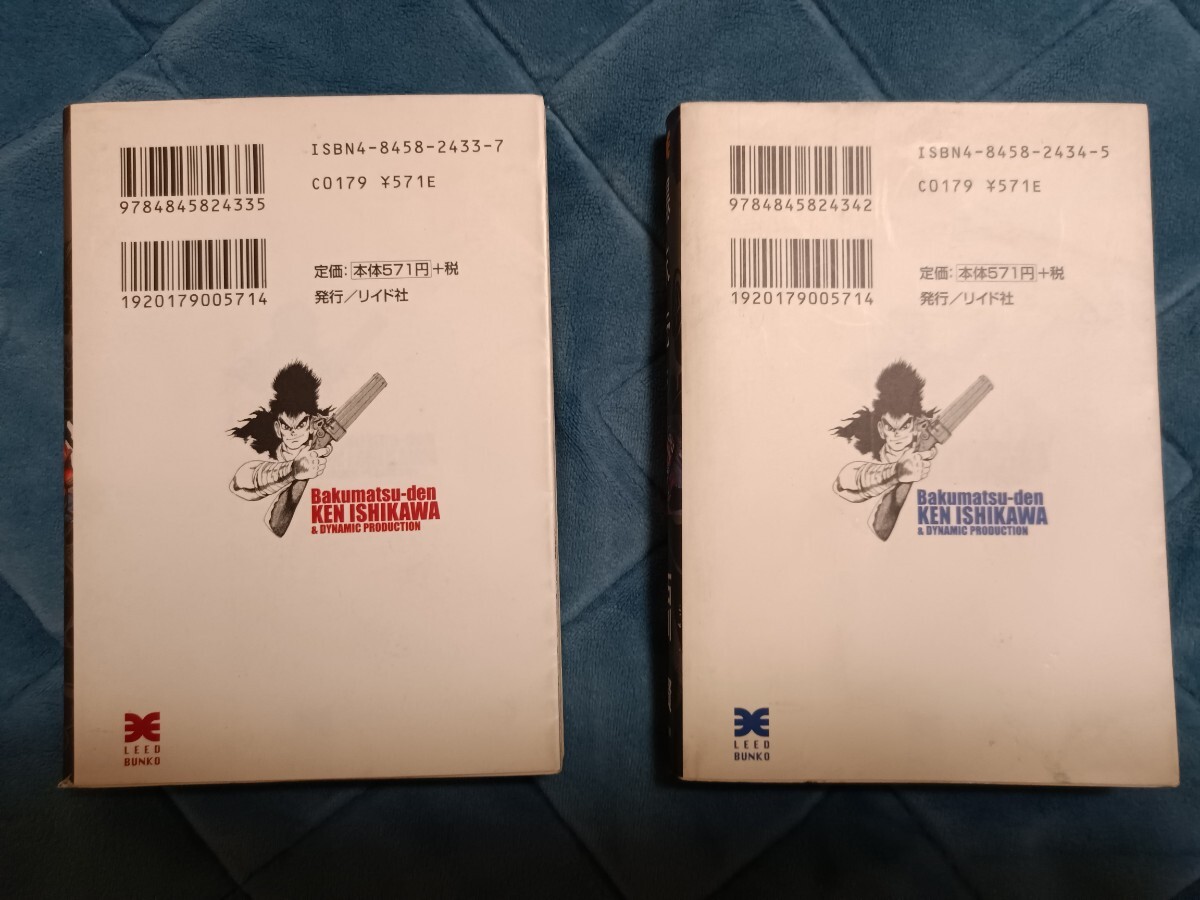 ISBN4-8458-2433-7
C0179 ¥571E
9784845824335
定価:本体571円+税
発行/リイド社
1920179005714
Bakumatsu-den
KEN ISHIKAWA
& DYNAMIC PRODUCTION
LEED
BUNKO
ISBN4-8458-2434-5
C0179 ¥571E
9784845824342
定価:本体571円+税
発行/リイド社
1920179005714
Bakumatsu-den
KEN ISHIKAWA
& DYNAMIC PRODUCTION
LEED
BUNKO